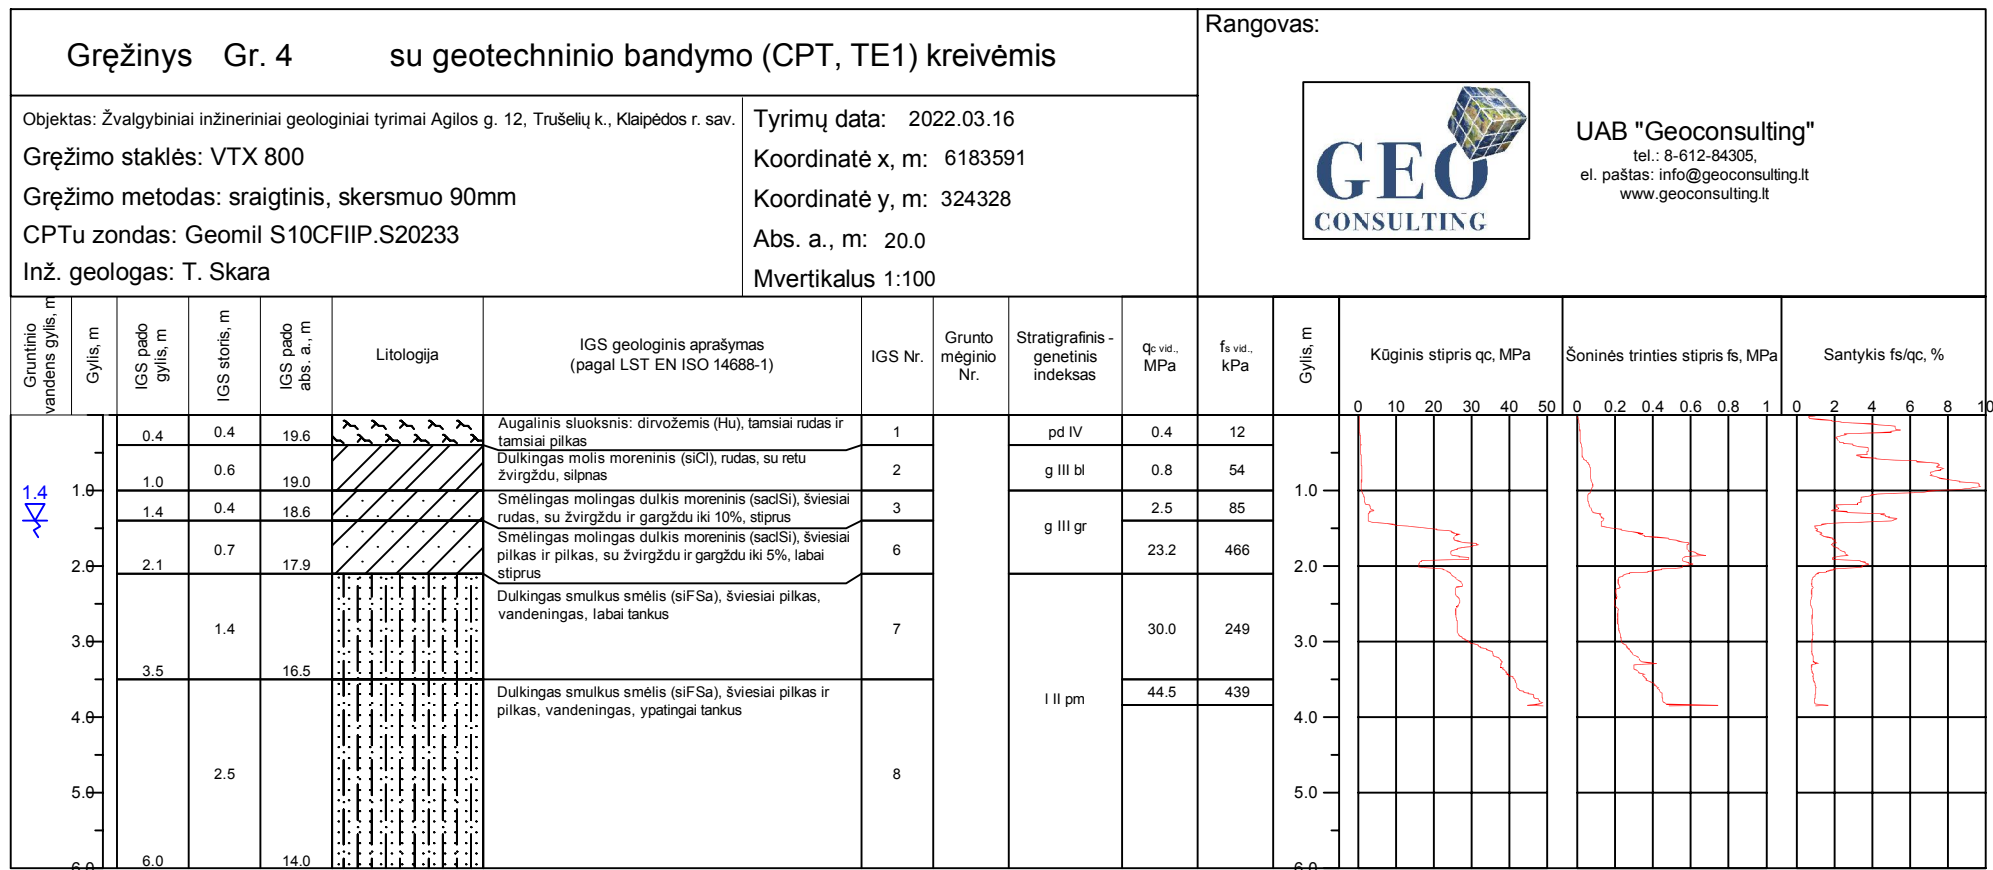 Gręžinys Gr. 4 su geotechninio bandymo (CPT, TE1) kreivėmis
Objektas: Žvalgybiniai inžineriniai geologiniai tyrimai Agilos g. 12, Trušelių k., Klaipėdos r. sav.
Gręžimo staklės: VTX 800
Gręžimo metodas: sraigtinis, skersmuo 90mm
CPTu zondas: Geomil S10CFIIP.S20233
Inž. geologas: T. Skara
Tyrimų data: 2022.03.16
Koordinatė x, m: 6183591
Koordinatė y, m: 324328
Abs. a., m: 20.0
Mvertikalus 1:100
Rangovas:
GEO
CONSULTING
UAB "Geoconsulting"
tel.: 8-612-84305,
el. paštas: info@geoconsulting.lt
www.geoconsulting.lt
Gruntinio
vandens gylis, m
Gylis, m
IGS pado
gylis, m
IGS storis, m
IGS pado
abs. a., m
Litologija
IGS geologinis aprašymas
(pagal LST EN ISO 14688-1)
IGS Nr.
Grunto
mėginio
Nr.
Stratigrafinis -
genetinis
indeksas
qc vid.,
MPa
fs vid.,
kPa
Gylis, m
Kūginis stipris qc, MPa
Šoninės trinties stipris fs, MPa
Santykis fs/qc, %
0 10 20 30 40 50
0 0.2 0.4 0.6 0.8 1
0 2 4 6 8 10
0.4 0.4 19.6
Augalinis sluoksnis: dirvožemis (Hu), tamsiai rudas ir
tamsiai pilkas
1 pd IV 0.4 12
1.0 0.6 19.0
Dulkingas molis moreninis (siCl), rudas, su retu
žvirgždu, silpnas
2 g III bl 0.8 54
1.4
1.0
1.4 0.4 18.6
Smėlingas molingas dulkis moreninis (saclSi), šviesiai
rudas, su žvirgždu ir gargždu iki 10%, stiprus
3 g III gr 2.5 85
1.0
2.1 0.7 17.9
Smėlingas molingas dulkis moreninis (saclSi), šviesiai
pilkas ir pilkas, su žvirgždu ir gargždu iki 5%, labai
stiprus
6 23.2 466
2.0
2.0
3.5 1.4 16.5
Dulkingas smulkus smėlis (siFSa), šviesiai pilkas,
vandeningas, labai tankus
7 30.0 249
3.0
3.0
6.0 2.5 14.0
Dulkingas smulkus smėlis (siFSa), šviesiai pilkas ir
pilkas, vandeningas, ypatingai tankus
8 l II pm 44.5 439
4.0
4.0
5.0
5.0
6.0
6.0